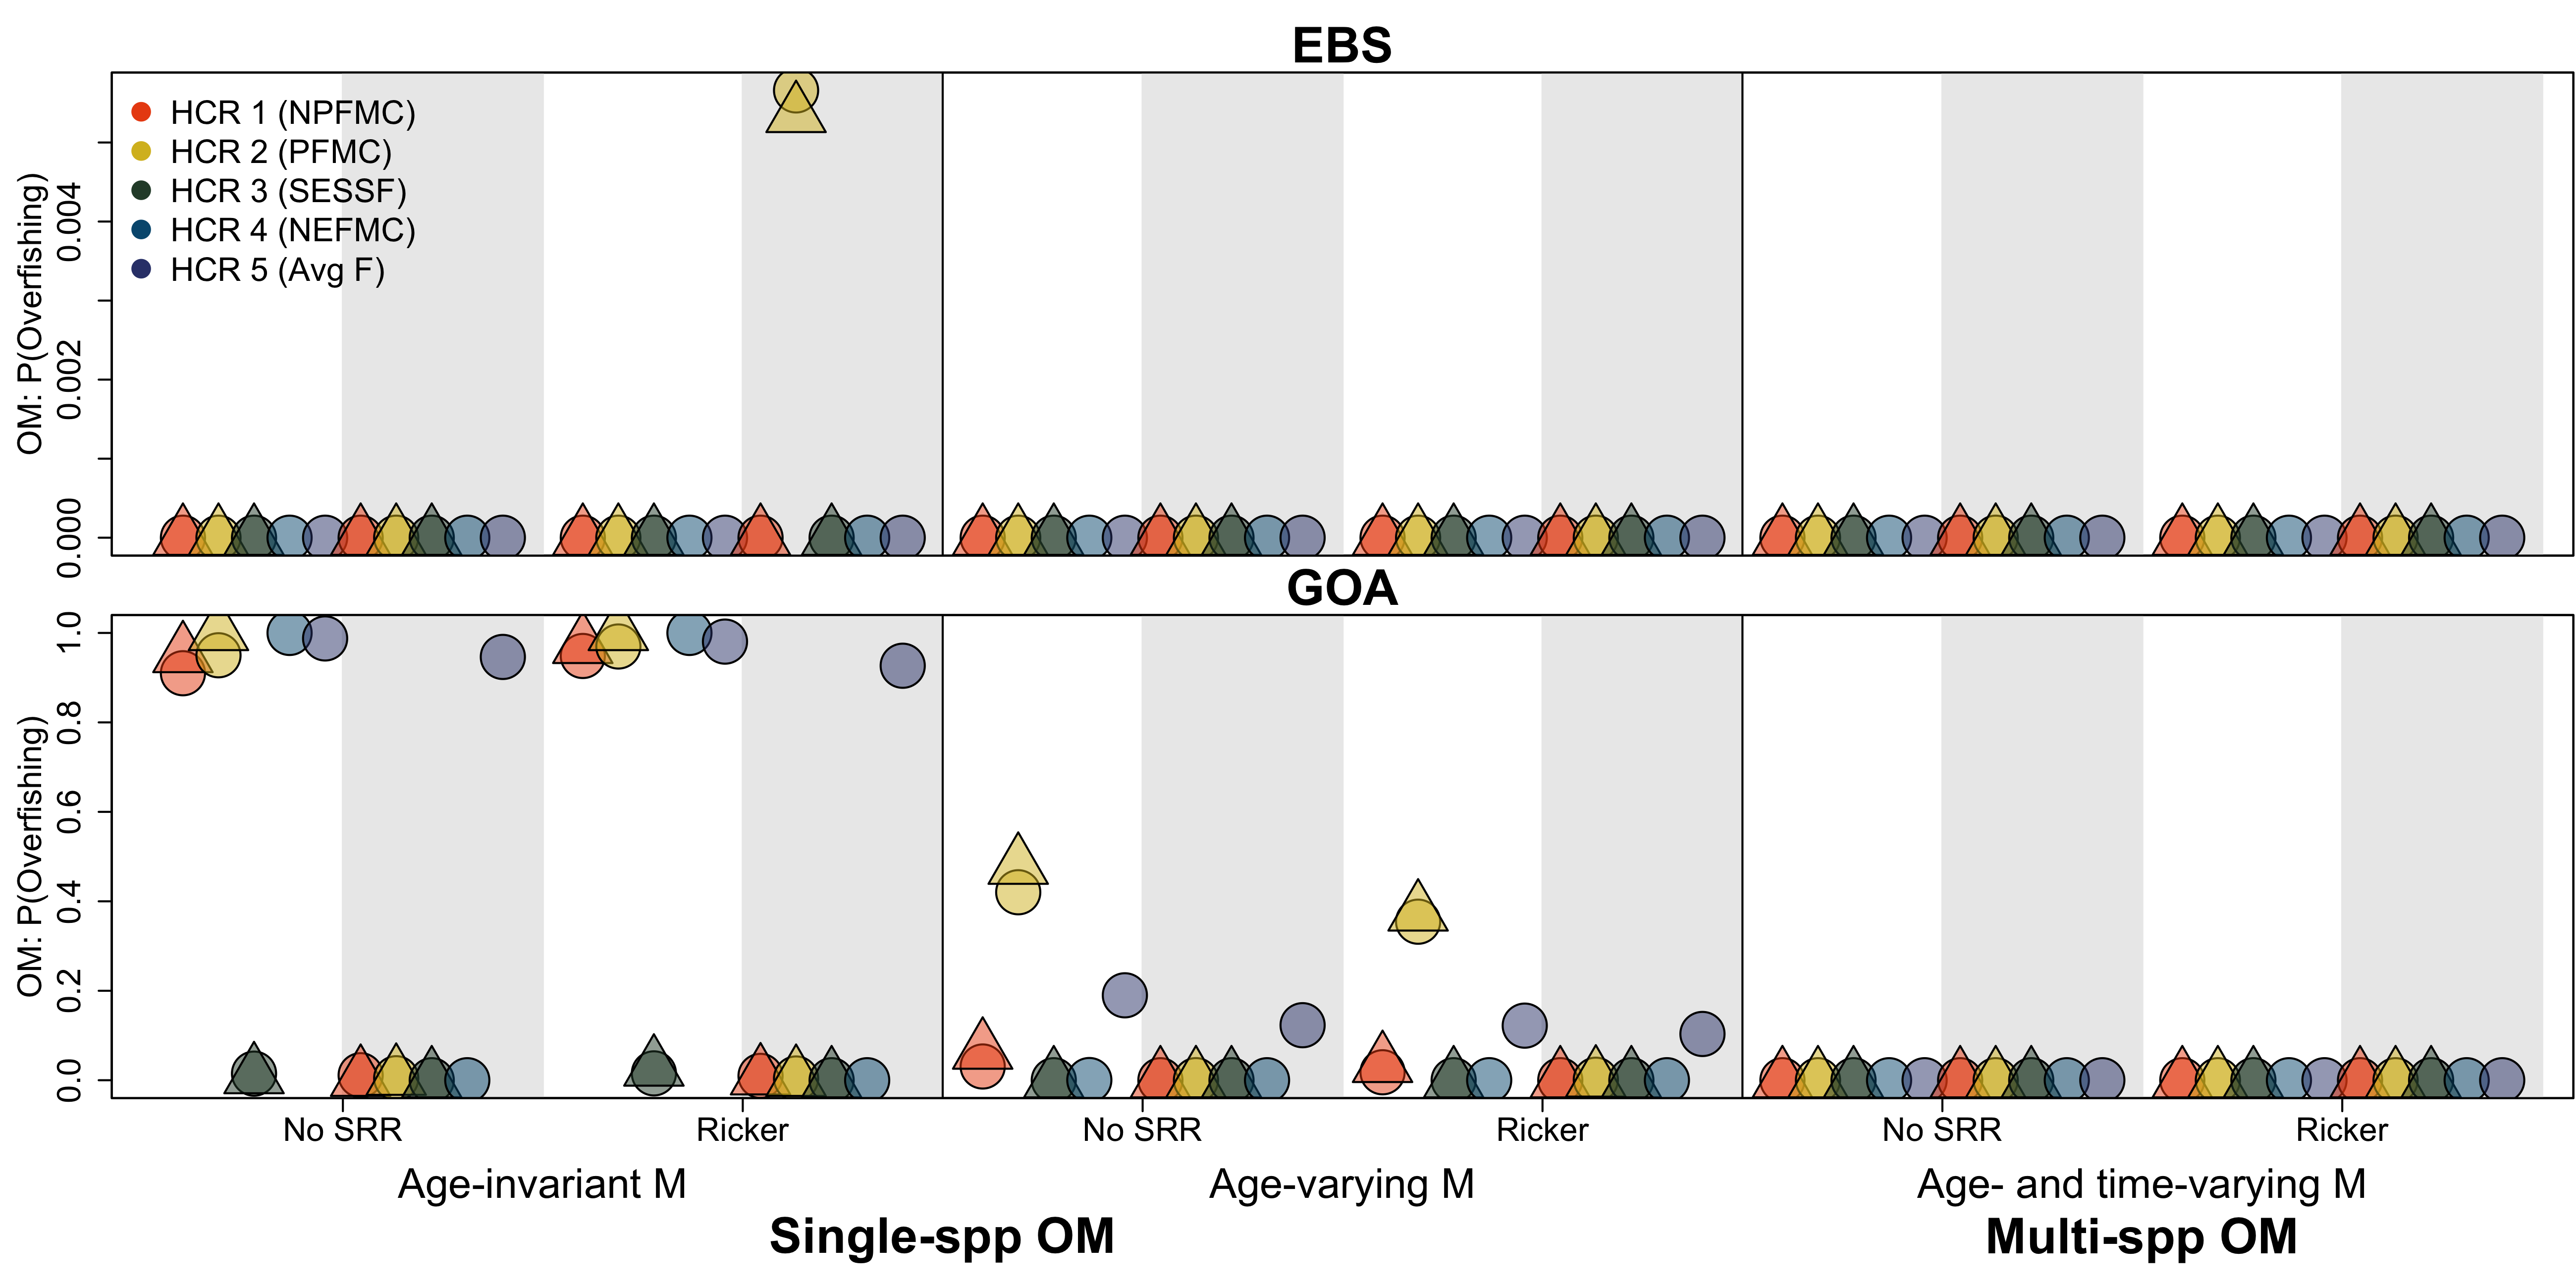 EBS
HCR 1 (NPFMC)
HCR 2 (PFMC)
HCR 3 (SESSF)
HCR 4 (NEFMC)
HCR 5 (Avg F)
OM: P(Overfishing)
0.004
0.002
0.000
GOA
OM: P(Overfishing)
1.0
0.8
0.6
0.4
0.2
0.0
No SRR Ricker No SRR Ricker No SRR Ricker
Age-invariant M Age-varying M Age- and time-varying M
Single-spp OM Multi-spp OM